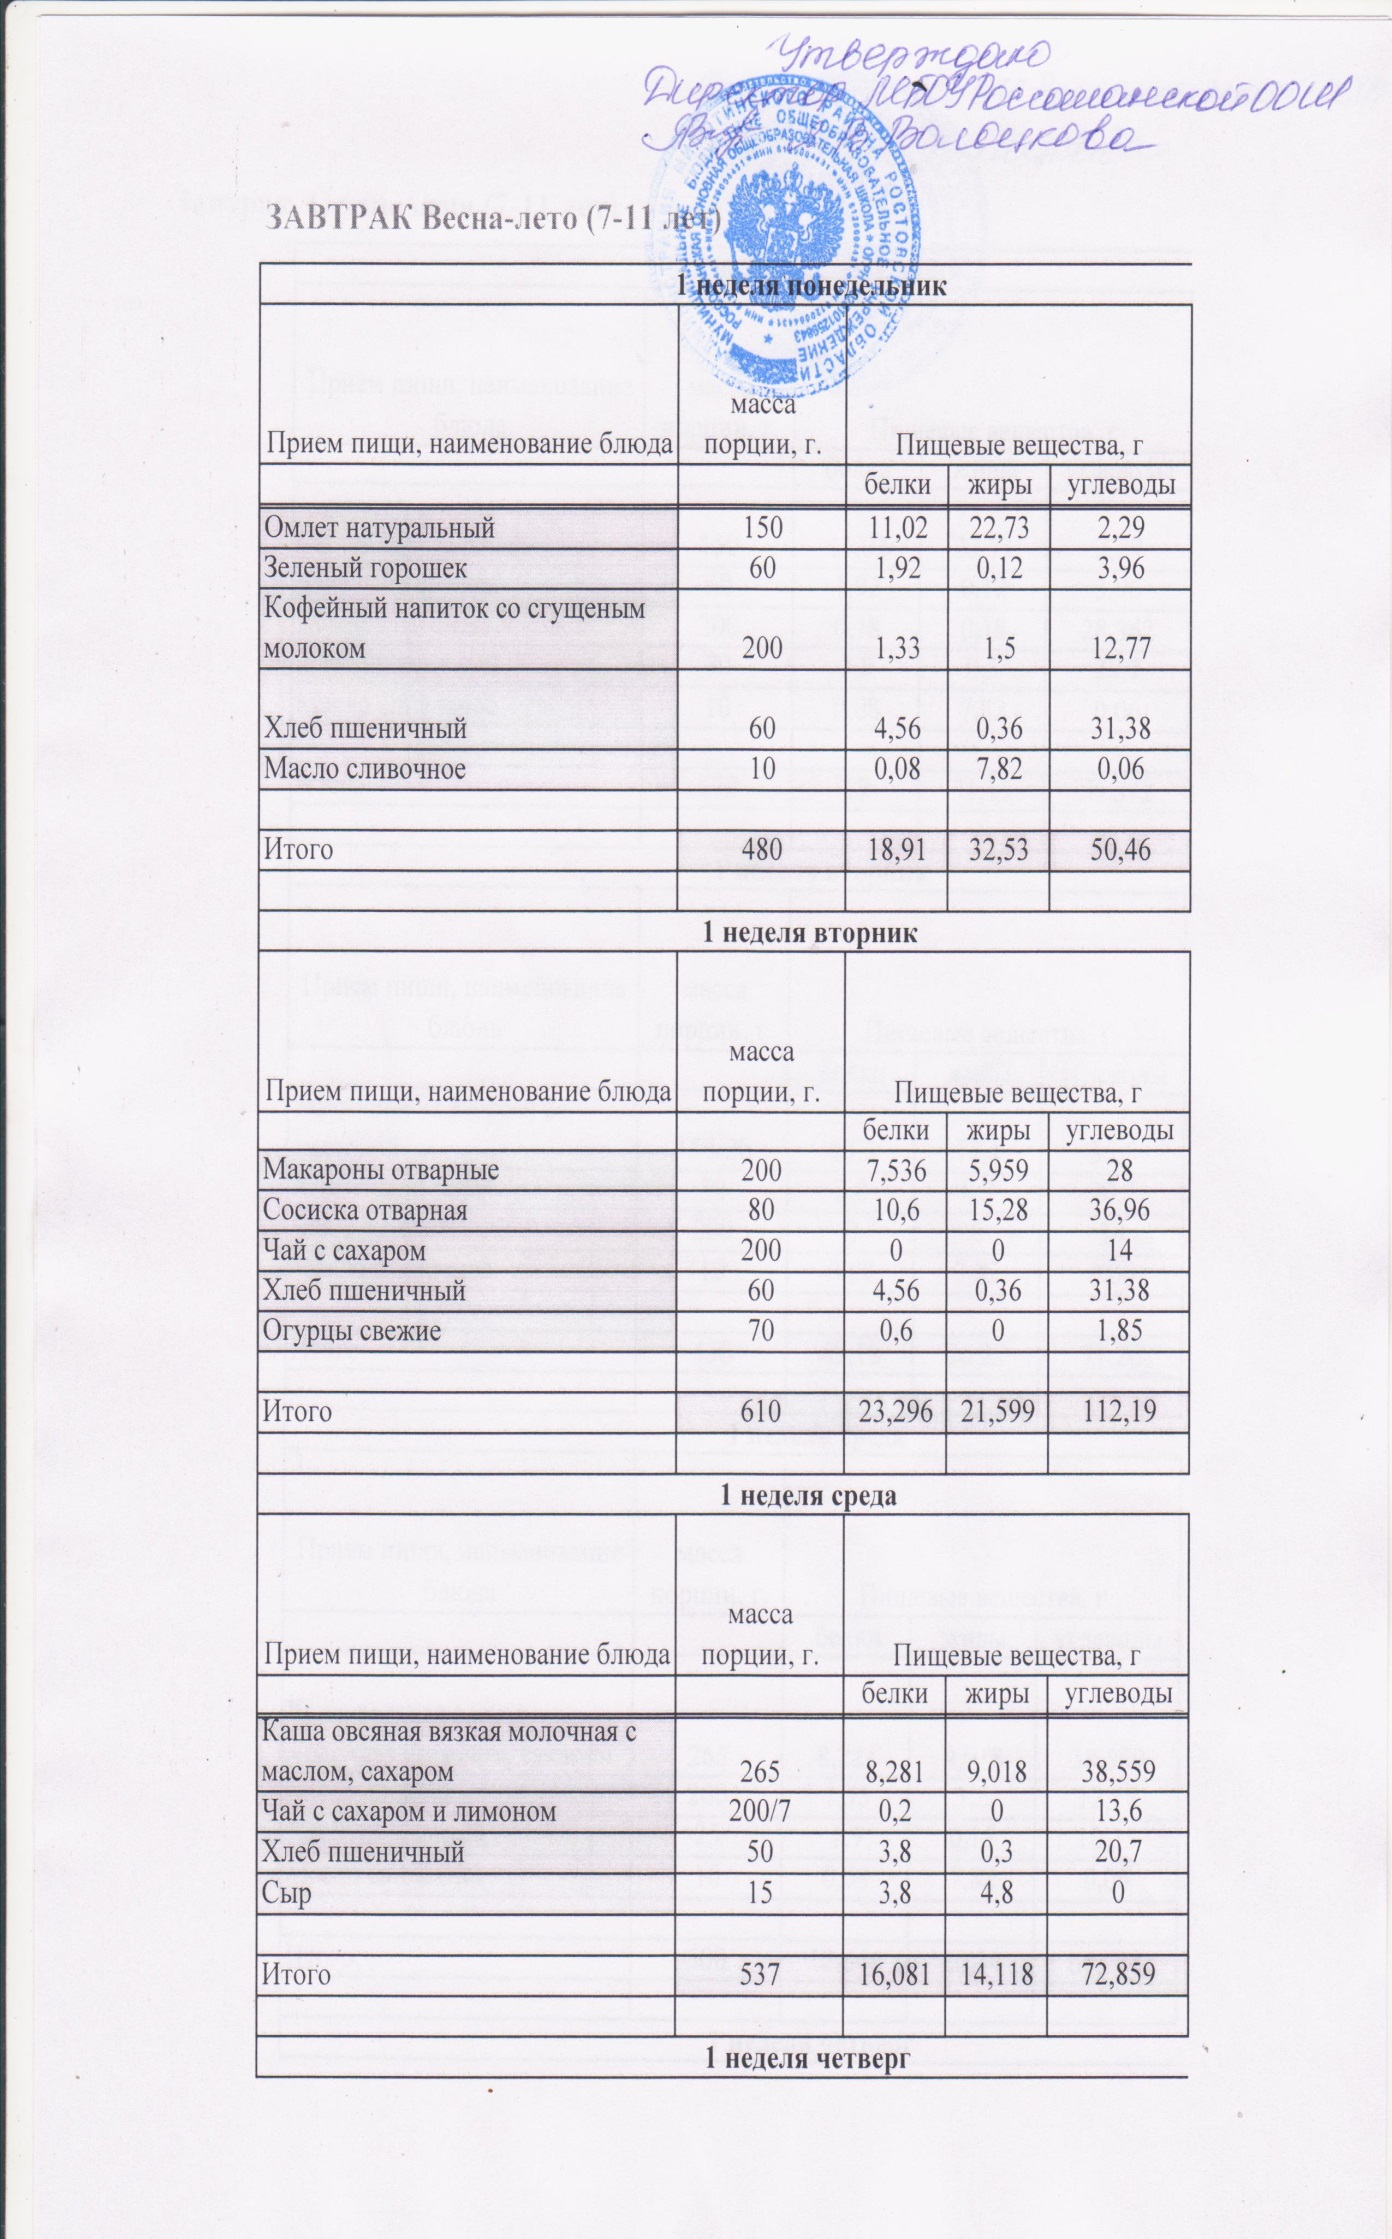 Утверждаю
Директор МБОУ Россошанской ООШ
В. Волошкова
ЗАВТРАК Весна-лето (7-11 лет)
1 неделя понедельник
масса
Прием пищи, наименование блюда порции, г. Пищевые вещества, г
белки жиры углеводы
Омлет натуральный 150 11,02 22,73 2,29
Зеленый горошек 60 1,92 0,12 3,96
Кофейный напиток со сгущеным
молоком 200 1,33 1,5 12,77
Хлеб пшеничный 60 4,56 0,36 31,38
Масло сливочное 10 0,08 7,82 0,06
Итого 480 18,91 32,53 50,46
1 неделя вторник
масса
Прием пищи, наименование блюда порции, г. Пищевые вещества, г
белки жиры углеводы
Макароны отварные 200 7,536 5,959 28
Сосиска отварная 80 10,6 15,28 36,96
Чай с сахаром 200 0 0 14
Хлеб пшеничный 60 4,56 0,36 31,38
Огурцы свежие 70 0,6 0 1,85
Итого 610 23,296 21,599 112,19
1 неделя среда
масса
Прием пищи, наименование блюда порции, г. Пищевые вещества, г
белки жиры углеводы
Каша овсяная вязкая молочная с
маслом, сахаром 265 8,281 9,018 38,559
Чай с сахаром и лимоном 200/7 0,2 0 13,6
Хлеб пшеничный 50 3,8 0,3 20,7
Сыр 15 3,8 4,8 0
Итого 537 16,081 14,118 72,859
1 неделя четверг